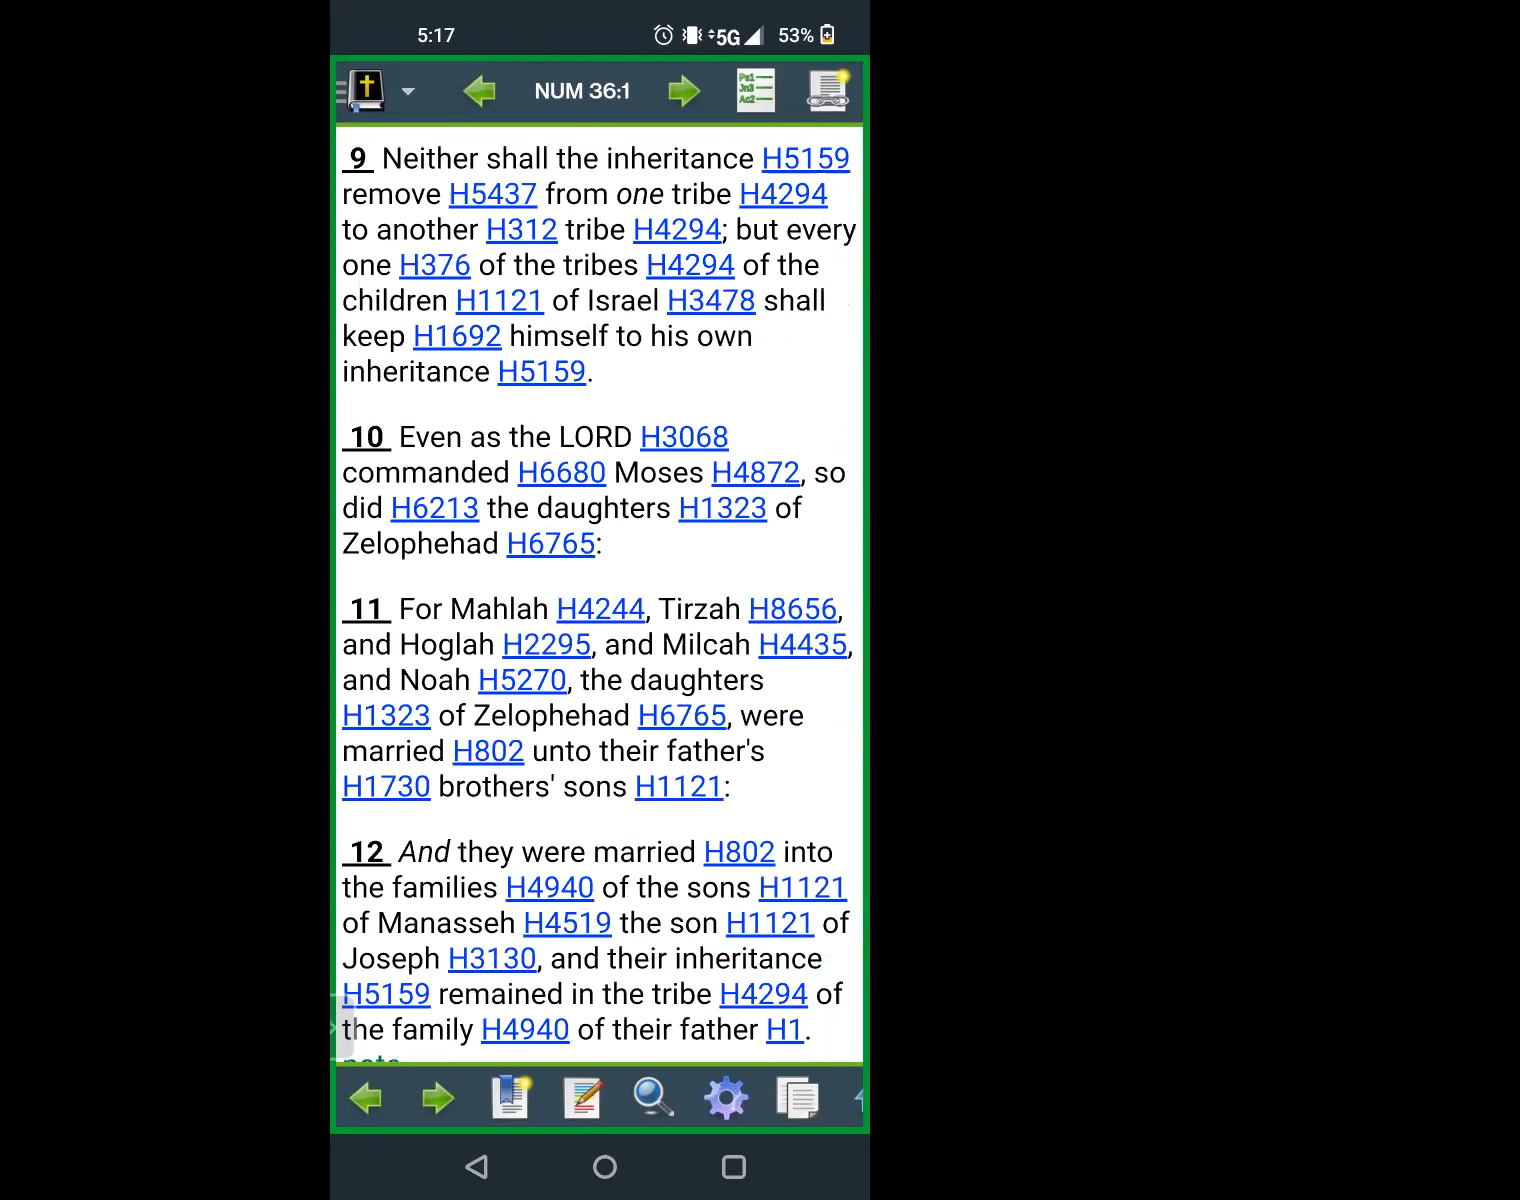 5:17
5G
53%
NUM 36:1
Ps1
Jn3
Ac2
9 Neither shall the inheritance H5159
remove H5437 from one tribe H4294
to another H312 tribe H4294; but every
one H376 of the tribes H4294 of the
children H1121 of Israel H3478 shall
keep H1692 himself to his own
inheritance H5159.
10 Even as the LORD H3068
commanded H6680 Moses H4872, so
did H6213 the daughters H1323 of
Zelophehad H6765:
11 For Mahlah H4244, Tirzah H8656,
and Hoglah H2295, and Milcah H4435,
and Noah H5270, the daughters
H1323 of Zelophehad H6765, were
married H802 unto their father's
H1730 brothers' sons H1121:
12 And they were married H802 into
the families H4940 of the sons H1121
of Manasseh H4519 the son H1121 of
Joseph H3130, and their inheritance
H5159 remained in the tribe H4294 of
the family H4940 of their father H1.